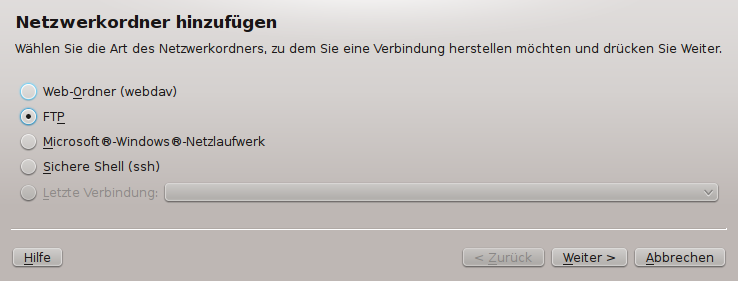 Netzwerkordner hinzufügen
Wählen Sie die Art des Netzwerkordners, zu dem Sie eine Verbindung herstellen möchten und drücken Sie Weiter.
Web-Ordner (webdav)
FTP
Microsoft®-Windows®-Netzlaufwerk
Sichere Shell (ssh)
Letzte Verbindung:
Hilfe < Zurück Weiter > Abbrechen